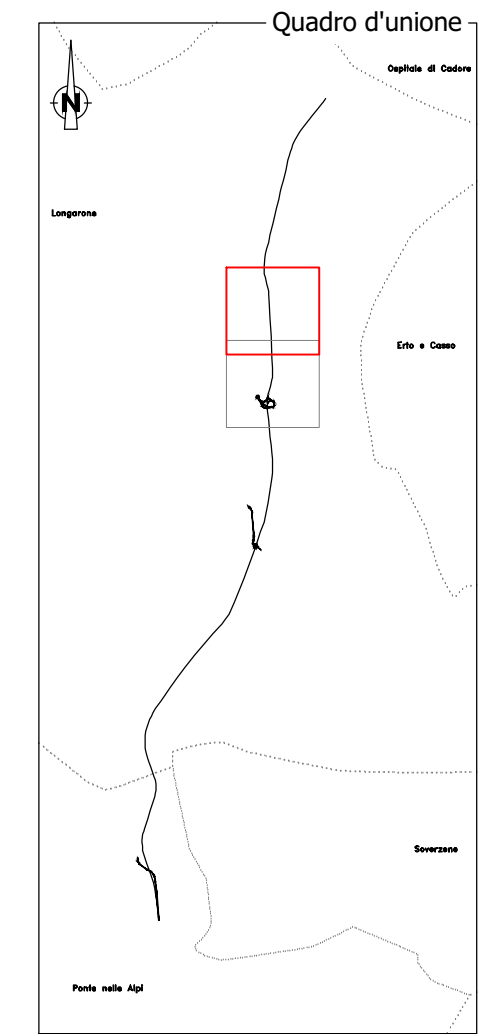 Quadro d'unione
Ospitale di Cadore
N
Longarone
Erto e Casso
Soverzene
Ponte nelle Alpi